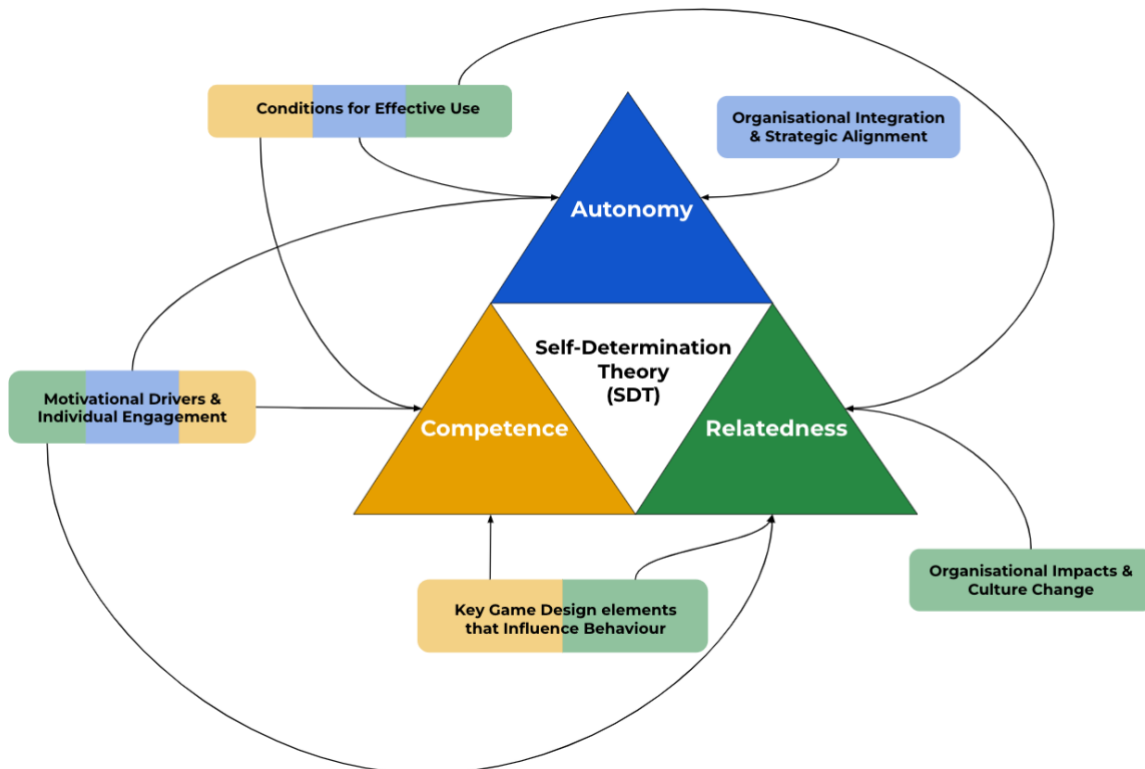 Conditions for Effective Use
Organisational Integration
& Strategic Alignment
Autonomy
Self-Determination
Theory
(SDT)
Motivational Drivers &
Individual Engagement
Competence
Relatedness
Key Game Design elements
that Influence Behaviour
Organisational Impacts &
Culture Change